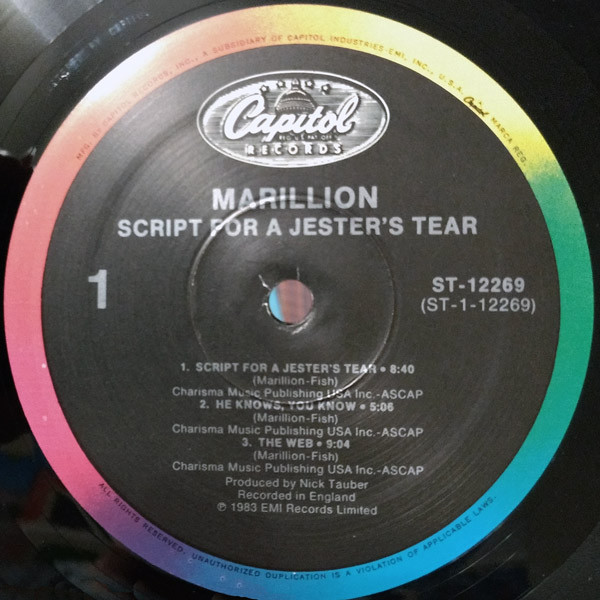 MFG. BY CAPITOL RECORDS, INC., A SUBSIDIARY OF CAPITOL INDUSTRIES-EMI, INC., U.S.A. Capitol MARCA REG.
Capitol
REG. U.S. PAT. OFF.
RECORDS
MARILLION
SCRIPT FOR A JESTER'S TEAR
1
ST-12269
(ST-1-12269)
1. SCRIPT FOR A JESTER'S TEAR • 8:40
(Marillion-Fish)
Charisma Music Publishing USA Inc.-ASCAP
2. HE KNOWS, YOU KNOW • 5:06
(Marillion-Fish)
Charisma Music Publishing USA Inc.-ASCAP
3. THE WEB • 9:04
(Marillion-Fish)
Charisma Music Publishing USA Inc.-ASCAP
Produced by Nick Tauber
Recorded in England
℗ 1983 EMI Records Limited
ALL RIGHTS RESERVED. UNAUTHORIZED DUPLICATION IS A VIOLATION OF APPLICABLE LAWS.